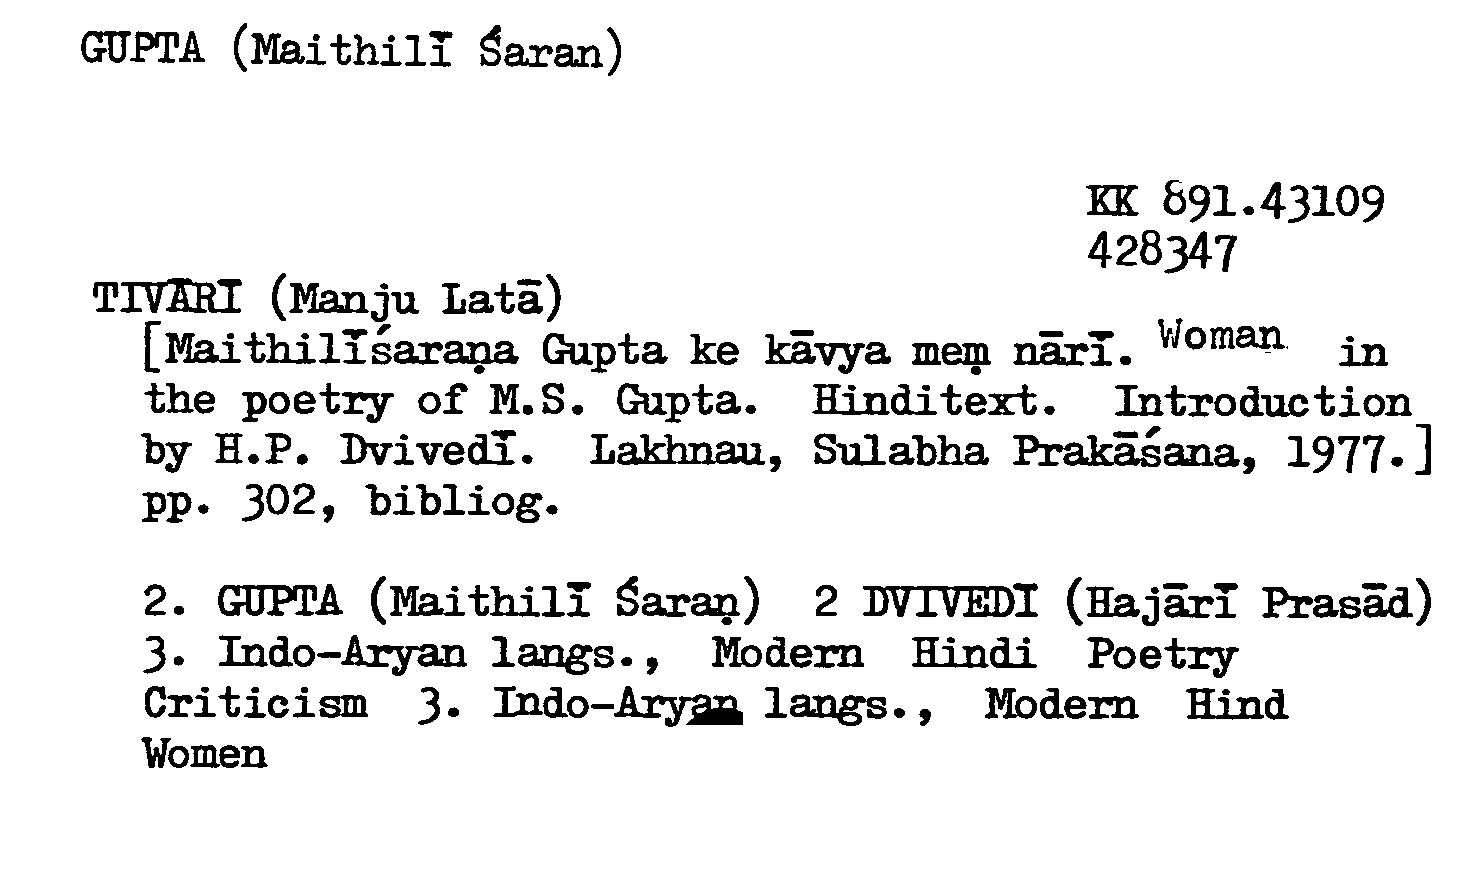 GUPTA (Maithilī Śaran)
KK 891.43109
428347
TIVĀRĪ (Manju Latā)
[Maithilīśaraṇa Gupta ke kāvya meṃ nārī. Woman in
the poetry of M.S. Gupta. Hinditext. Introduction
by H.P. Dvivedī. Lakhnau, Sulabha Prakāśana, 1977.]
pp. 302, bibliog.
2. GUPTA (Maithilī Śaraṇ) 2 DVIVEDĪ (Hajārī Prasād)
3. Indo-Aryan langs., Modern Hindi Poetry
Criticism 3. Indo-Aryan langs., Modern Hind
Women